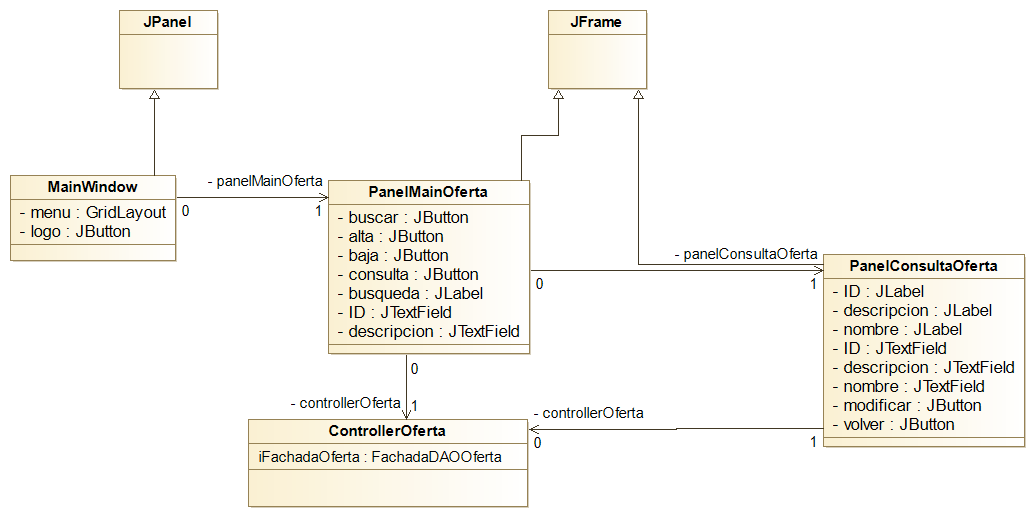 JPanel
JFrame
MainWindow
- menu : GridLayout
- logo : JButton
- panelMainOferta
0
1
PanelMainOferta
- buscar : JButton
- alta : JButton
- baja : JButton
- consulta : JButton
- busqueda : JLabel
- ID : JTextField
- descripcion : JTextField
- panelConsultaOferta
0
1
PanelConsultaOferta
- ID : JLabel
- descripcion : JLabel
- nombre : JLabel
- ID : JTextField
- descripcion : JTextField
- nombre : JTextField
- modificar : JButton
- volver : JButton
0
- controllerOferta
1
- controllerOferta
0
1
ControllerOferta
iFachadaOferta : FachadaDAOOferta